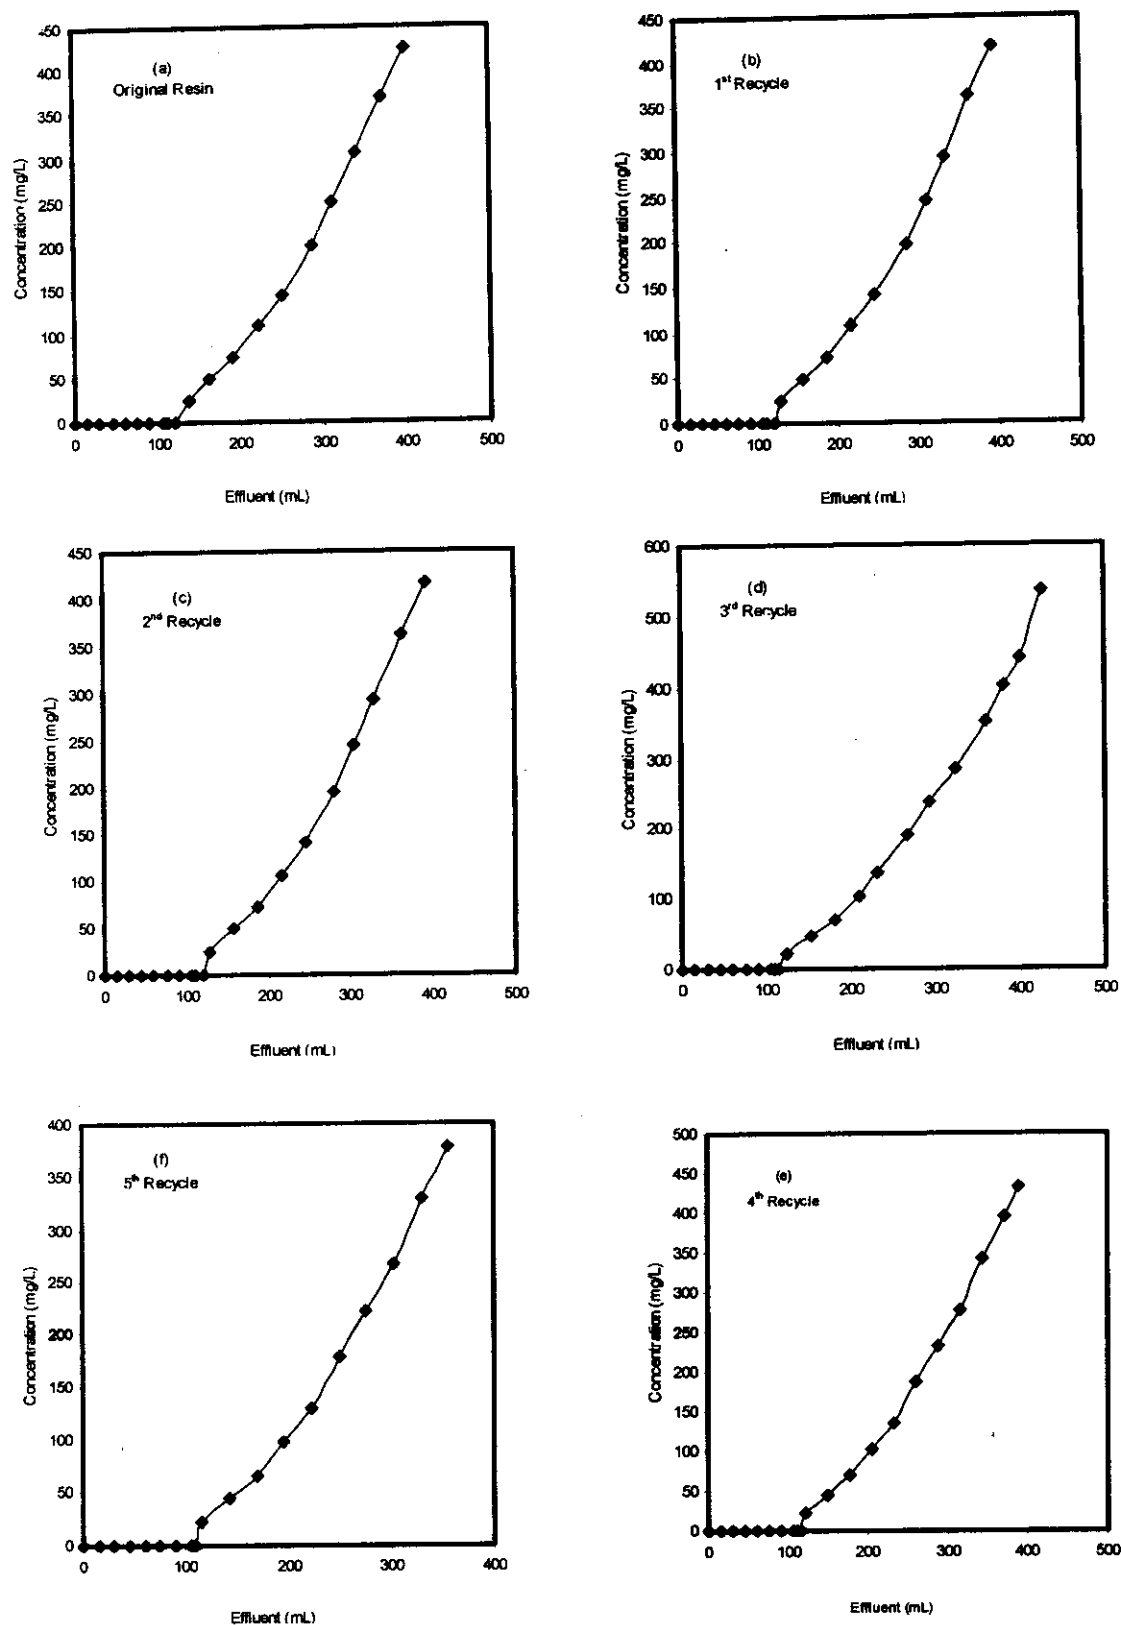 (a)
Original Resin
50
400
350
300
250
200
150
100
50
0
Concentration (mg/L)
0 100 200 300 400 500
Effluent (mL)
(b)
1st Recycle
450
400
350
300
250
200
150
100
50
0
Concentration (mg/L)
0 100 200 300 400 500
Effluent (mL)
(c)
2nd Recycle
450
400
350
300
250
200
150
100
50
0
Concentration (mg/L)
0 100 200 300 400 500
Effluent (mL)
(d)
3rd Recycle
600
500
400
300
200
100
0
Concentration (mg/L)
0 100 200 300 400 500
Effluent (mL)
(f)
5th Recycle
400
350
300
250
200
150
100
50
0
Concentration (mg/L)
0 100 200 300 400
Effluent (mL)
(e)
4th Recycle
500
450
400
350
300
250
200
150
100
50
0
Concentration (mg/L)
0 100 200 300 400 500
Effluent (mL)